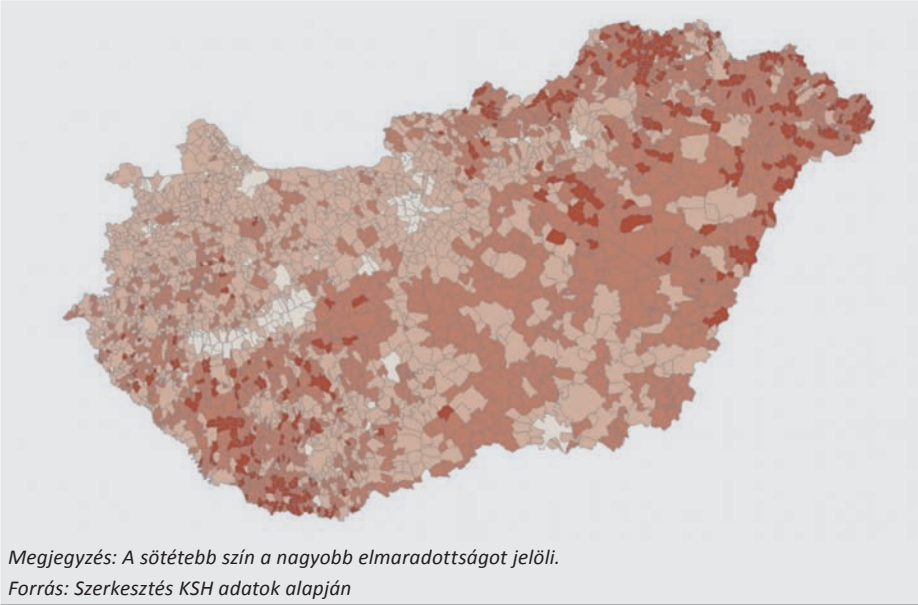 Megjegyzés: A sötétebb szín a nagyobb elmaradottságot jelöli.
Forrás: Szerkesztés KSH adatok alapján